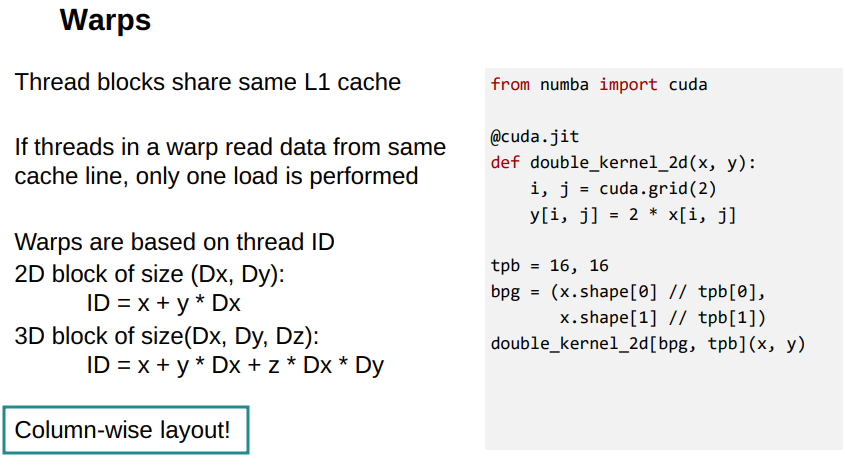 Warps
Thread blocks share same L1 cache
If threads in a warp read data from same
cache line, only one load is performed
Warps are based on thread ID
2D block of size (Dx, Dy):
ID = x + y * Dx
3D block of size(Dx, Dy, Dz):
ID = x + y * Dx + z * Dx * Dy
Column-wise layout!
from numba import cuda
@cuda.jit
def double_kernel_2d(x, y):
    i, j = cuda.grid(2)
    y[i, j] = 2 * x[i, j]
tpb = 16, 16
bpg = (x.shape[0] // tpb[0],
       x.shape[1] // tpb[1])
double_kernel_2d[bpg, tpb](x, y)